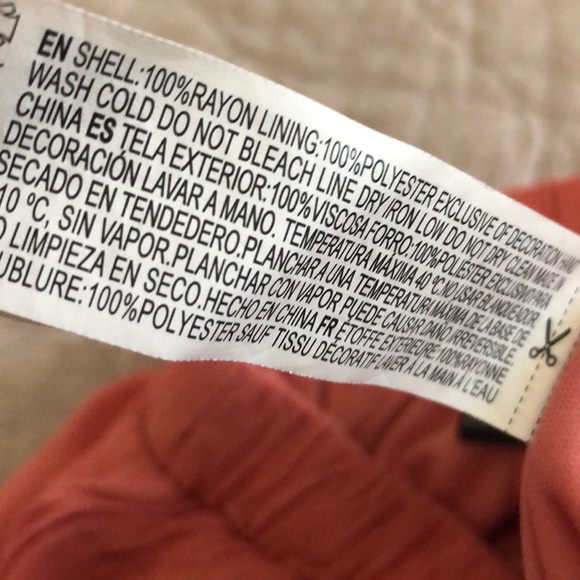 EN SHELL:100%RAYON LINING:100%POLYESTER EXCLUSIVE OF DECORATION
WASH COLD DO NOT BLEACH LINE DRY IRON LOW DO NOT DRY CLEAN MADE IN
CHINA ES TELA EXTERIOR:100%VISCOSA FORRO:100%POLIÉSTER EXCLUSIVO PARA
DECORACIÓN LAVAR A MANO. TEMPERATURA MÁXIMA 40 °C.NO USAR BLANQUEADOR.
SECADO EN TENDEDERO.PLANCHAR A UNA TEMPERATURA MÁXIMA DE LA BASE DE
10 °C, SIN VAPOR.PLANCHAR CON VAPOR PUEDE CAUSAR DAÑO IRREVERSIBLE.
LIMPIEZA EN SECO.HECHO EN CHINA FR ÉTOFFE EXTÉRIEURE:100%RAYONNE
UBLURE:100%POLYESTER SAUF TISSU DÉCORATIF LAVER À LA MAIN À L'EAU